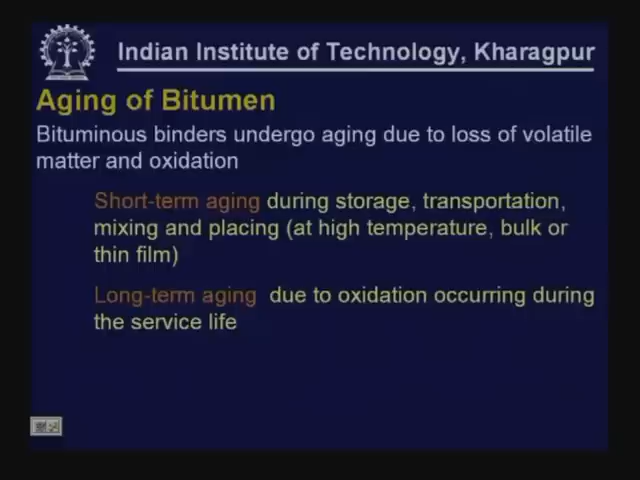 Indian Institute of Technology, Kharagpur
Aging of Bitumen
Bituminous binders undergo aging due to loss of volatile
matter and oxidation
Short-term aging during storage, transportation,
mixing and placing (at high temperature, bulk or
thin film)
Long-term aging due to oxidation occurring during
the service life